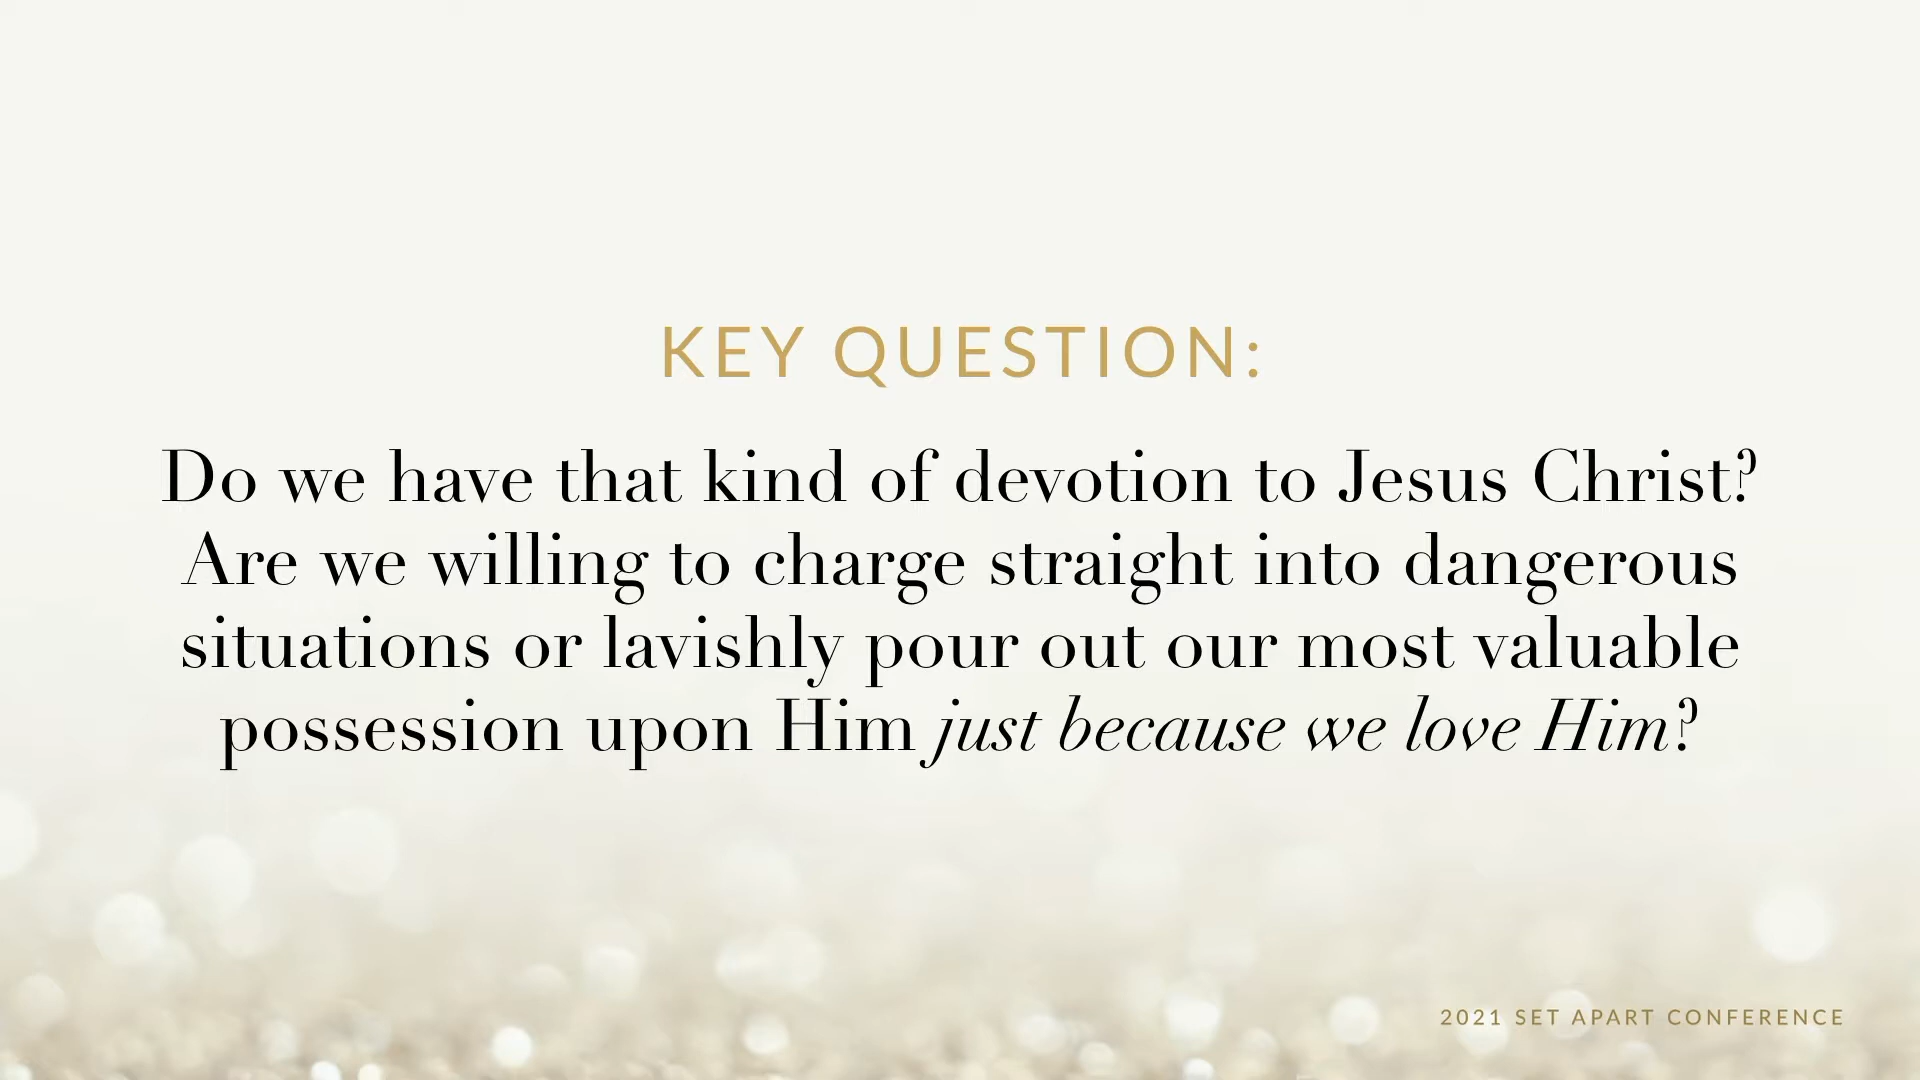 KEY QUESTION:
Do we have that kind of devotion to Jesus Christ?
Are we willing to charge straight into dangerous
situations or lavishly pour out our most valuable
possession upon Him just because we love Him?
2021 SET APART CONFERENCE